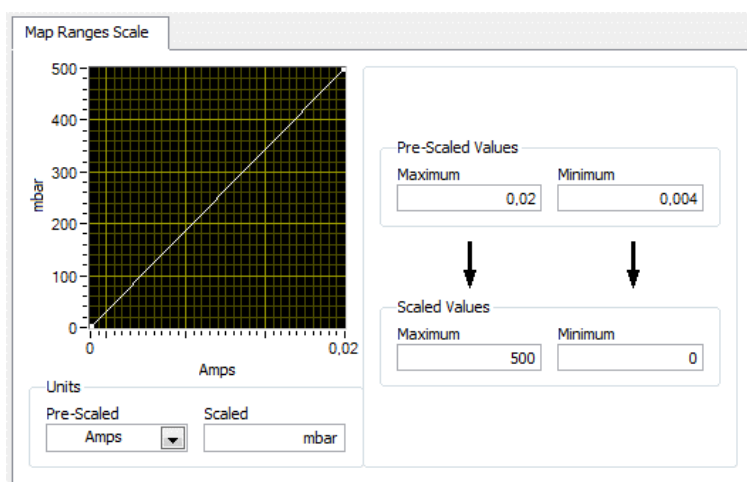 Map Ranges Scale
500
400
300
200
100
0
mbar
0
0,02
Amps
Pre-Scaled Values
Maximum
Minimum
0,02
0,004
Scaled Values
Maximum
Minimum
500
0
Units
Pre-Scaled
Scaled
Amps
mbar